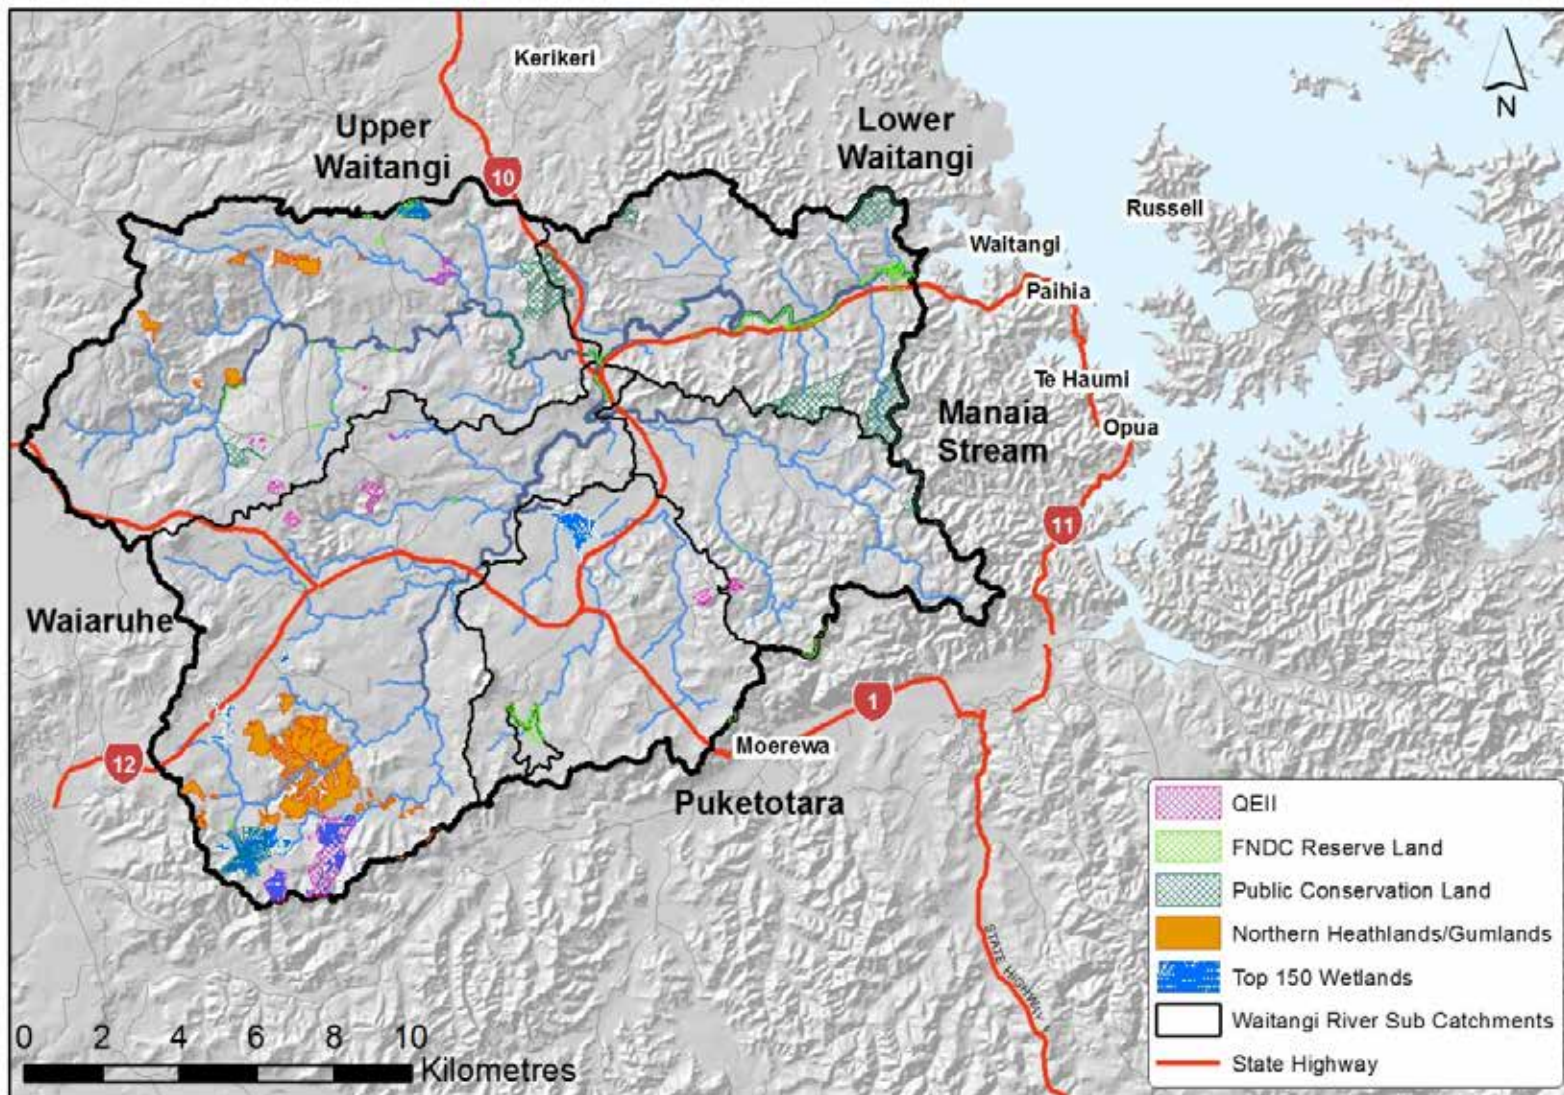 Kerikeri
Upper
Waitangi
Lower
Waitangi
N
10
Russell
Waitangi
Paihia
Te Haumi
Manaia
Stream
Opua
11
Waiaruhe
1
12
Moerewa
Puketotara
STATE HIGHWAY 1
QEII
FNDC Reserve Land
Public Conservation Land
Northern Heathlands/Gumlands
Top 150 Wetlands
Waitangi River Sub Catchments
State Highway
0 2 4 6 8 10
Kilometres